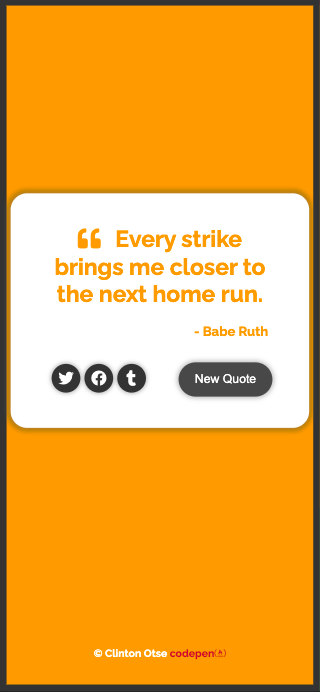 ❝ Every strike
brings me closer to
the next home run.
- Babe Ruth
New Quote
© Clinton Otse codepen